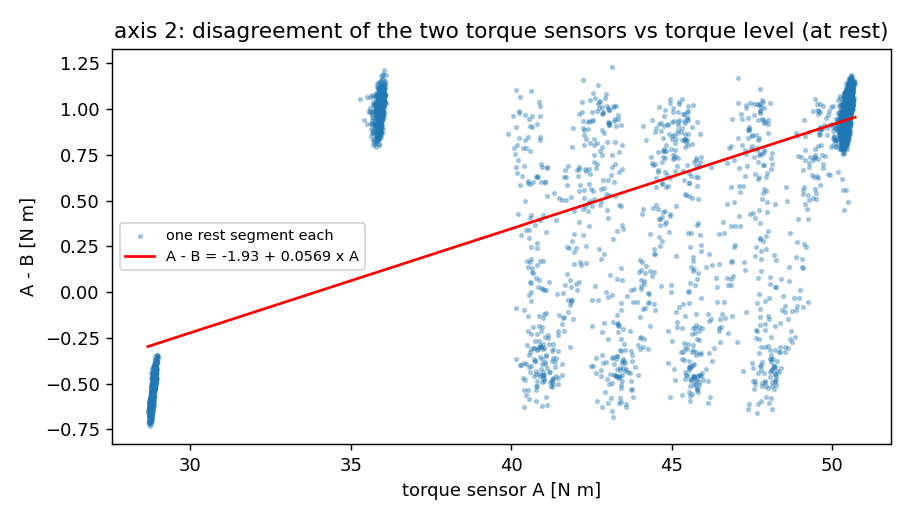 axis 2: disagreement of the two torque sensors vs torque level (at rest)
1.25
1.00
0.75
0.50
0.25
0.00
−0.25
−0.50
−0.75
A - B [N m]
one rest segment each
A - B = -1.93 + 0.0569 x A
30
35
40
45
50
torque sensor A [N m]